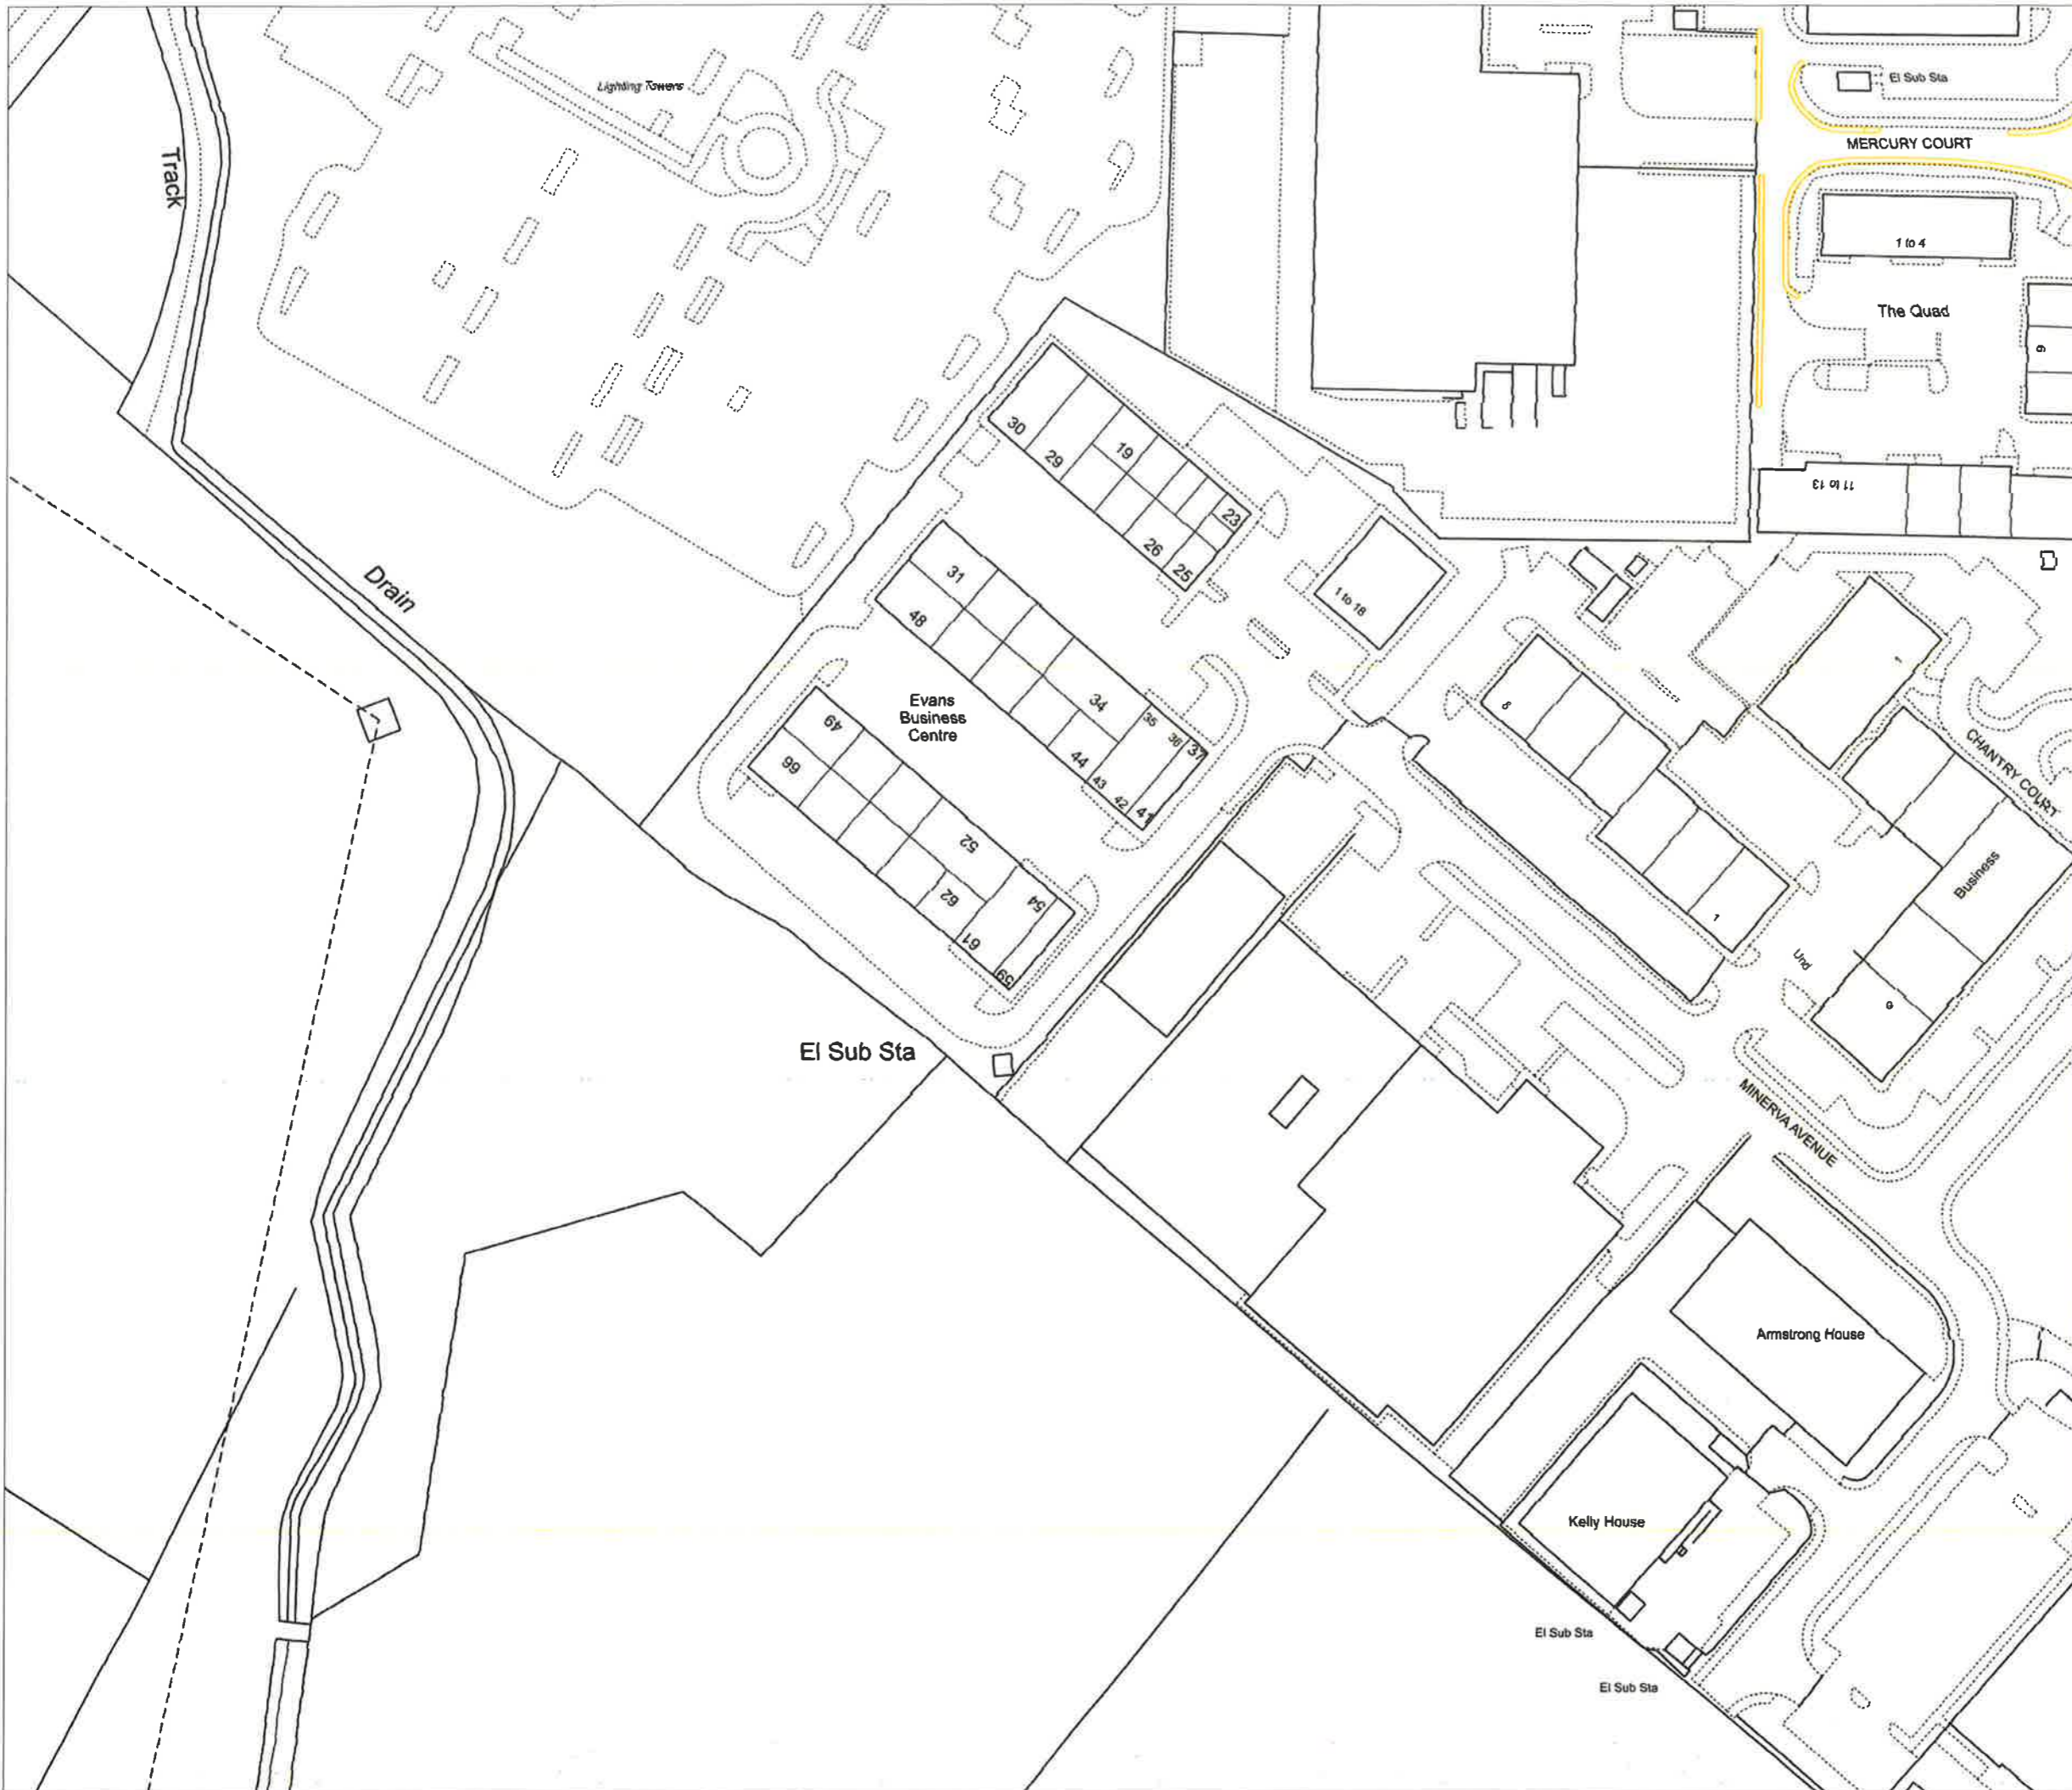 Lighting Towers
El Sub Sta
MERCURY COURT
Track
1 to 4
The Quad
6
30
29
19
23
26
25
11 to 13
1 to 18
Drain
31
48
34
35
36
37
44
43
42
41
Evans
Business
Centre
49
66
52
54
62
61
59
8
1
1
CHANTRY COURT
Business
Und
El Sub Sta
MINERVA AVENUE
Armstrong House
Kelly House
El Sub Sta
El Sub Sta